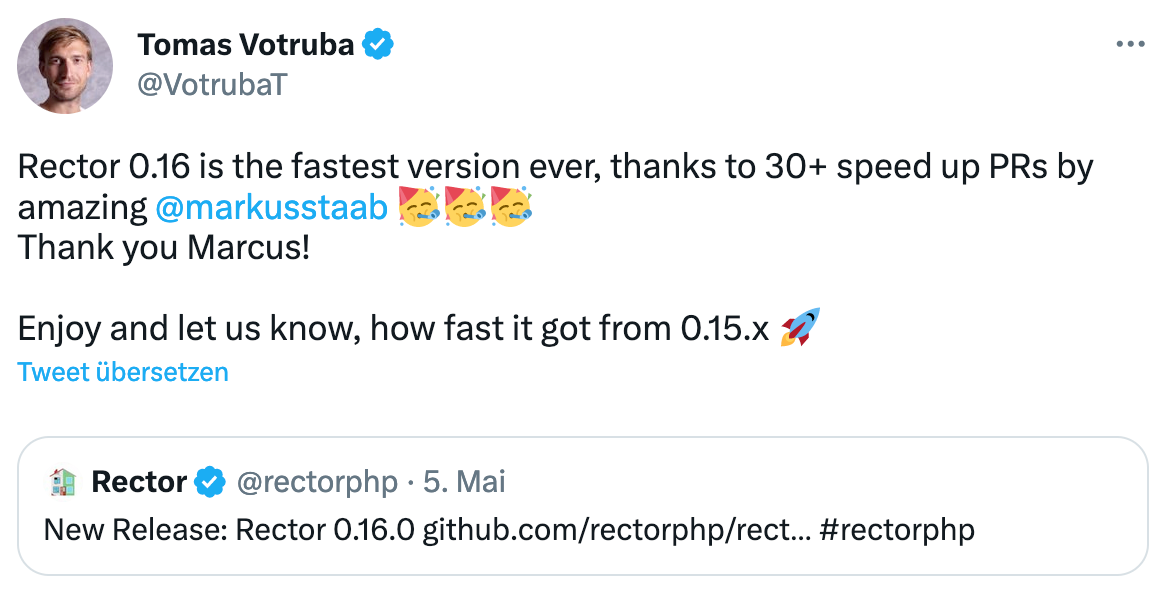 Tomas Votruba
@VotrubaT
Rector 0.16 is the fastest version ever, thanks to 30+ speed up PRs by
amazing @markusstaab 🥳🥳🥳
Thank you Marcus!
Enjoy and let us know, how fast it got from 0.15.x 🚀
Tweet übersetzen
Rector @rectorphp · 5. Mai
New Release: Rector 0.16.0 github.com/rectorphp/rect... #rectorphp